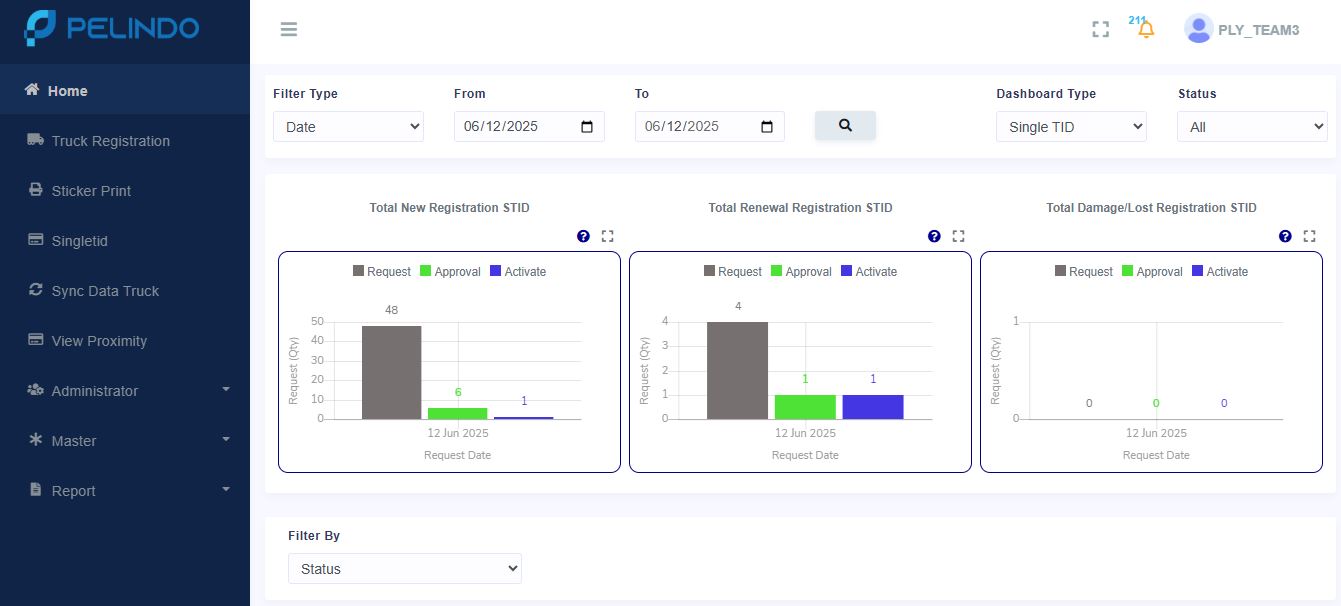 PELINDO
211
PLY_TEAM3
Home
Truck Registration
Sticker Print
Singletid
Sync Data Truck
View Proximity
Administrator
Master
Report
Filter Type From To Dashboard Type Status
Date 06/12/2025 06/12/2025 Single TID All
Total New Registration STID
Request Approval Activate
48
50
40
30
20
10
0
6
1
Request (Qty)
12 Jun 2025
Request Date
Total Renewal Registration STID
Request Approval Activate
4
4
3
2
1
0
1
1
Request (Qty)
12 Jun 2025
Request Date
Total Damage/Lost Registration STID
Request Approval Activate
1
0
0 0 0
Request (Qty)
12 Jun 2025
Request Date
Filter By
Status